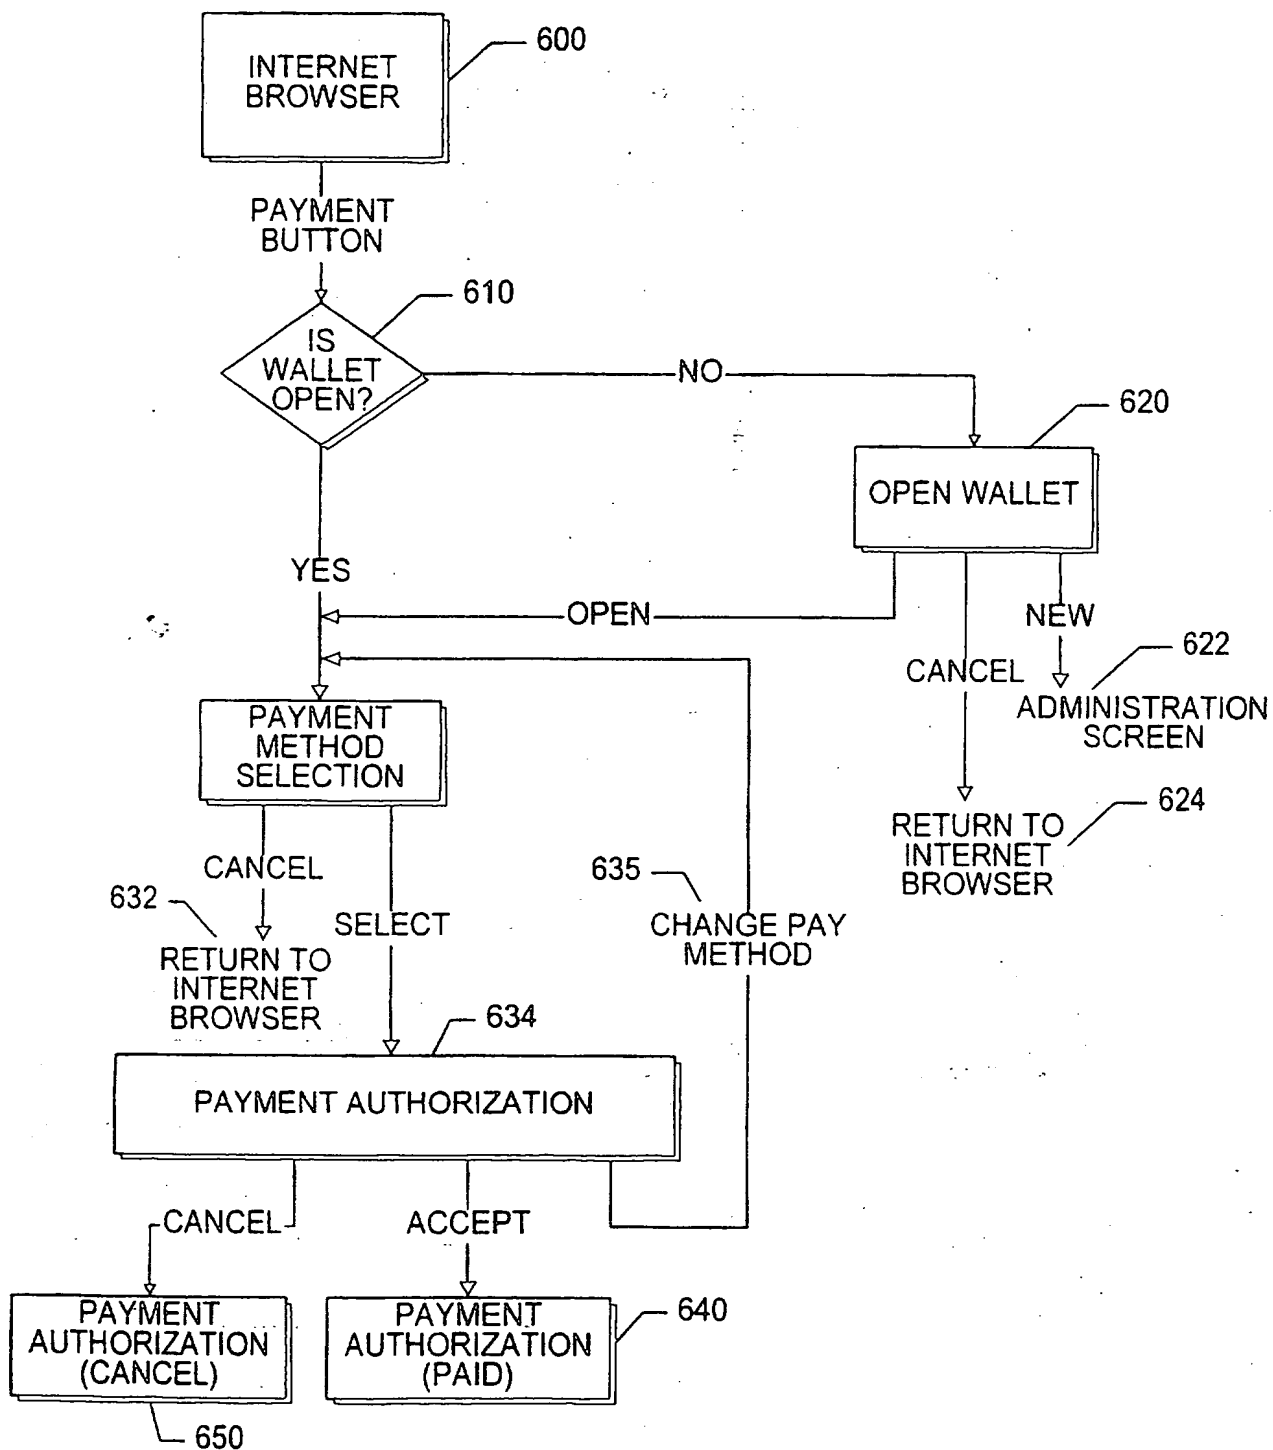 600
INTERNET
BROWSER
PAYMENT
BUTTON
610
IS
WALLET
OPEN?
NO
620
OPEN WALLET
YES
OPEN
NEW
CANCEL
622
ADMINISTRATION
SCREEN
PAYMENT
METHOD
SELECTION
624
RETURN TO
INTERNET
BROWSER
CANCEL
635
632
SELECT
CHANGE PAY
METHOD
RETURN TO
INTERNET
BROWSER
634
PAYMENT AUTHORIZATION
CANCEL
ACCEPT
PAYMENT
AUTHORIZATION
(CANCEL)
PAYMENT
AUTHORIZATION
(PAID)
640
650